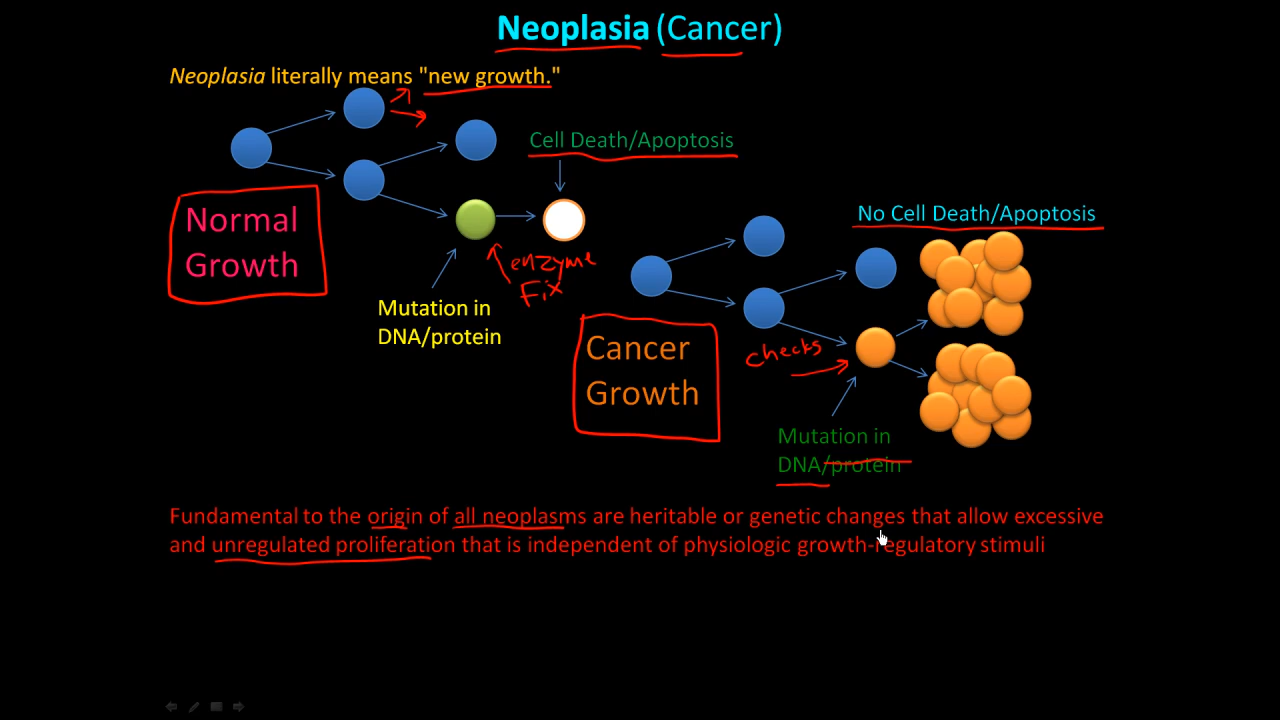 Neoplasia (Cancer)
Neoplasia literally means "new growth."
Cell Death/Apoptosis
Normal
Growth
enzyme
Fix
Mutation in
DNA/protein
No Cell Death/Apoptosis
Cancer
Growth
checks
Mutation in
DNA/protein
Fundamental to the origin of all neoplasms are heritable or genetic changes that allow excessive
and unregulated proliferation that is independent of physiologic growth-regulatory stimuli